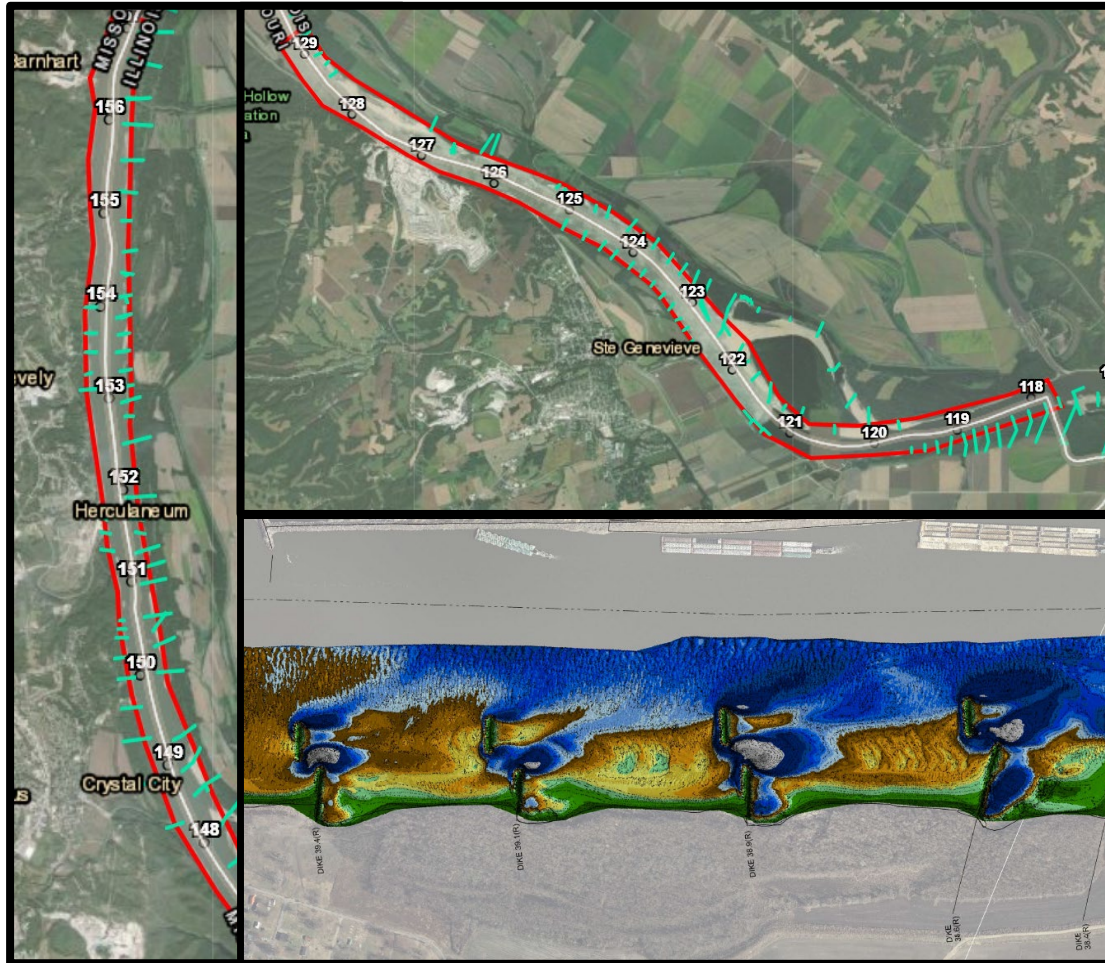 MISSO
ILLINOIS
Barnhart
156
155
154
153
152
Herculaneum
151
150
149
Crystal City
148
129
128
Hollow
ation
a
127
126
125
124
123
Ste Genevieve
122
121
120
119
118
DIKE 39.4(R)
DIKE 39.1(R)
DIKE 38.9(R)
DIKE
38.6(R)
DIKE
38.4(R)